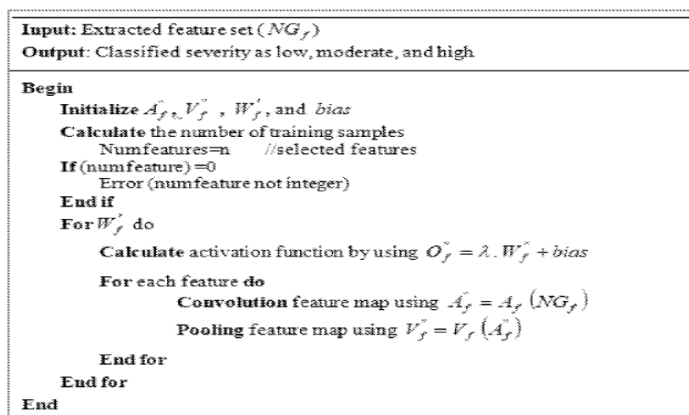 Input: Extracted feature set (NG_f)
Output: Classified severity as low, moderate, and high
Begin
Initialize A_f″, V_f″, W_f′, and bias
Calculate the number of training samples
Numfeatures=n //selected features
If (numfeature)=0
Error (numfeature not integer)
End if
For W_f′ do
Calculate activation function by using O_f″ = λ.W_f″ + bias
For each feature do
Convolution feature map using A_f″ = A_f (NG_f)
Pooling feature map using V_f″ = V_f (A_f″)
End for
End for
End